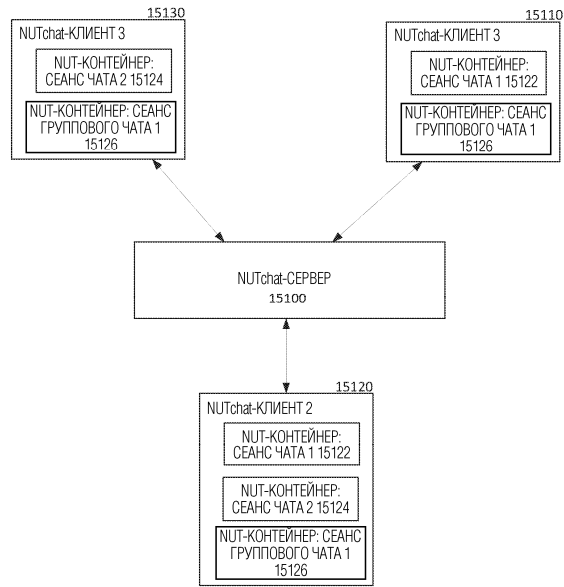 15130
NUTchat-КЛИЕНТ 3
NUT-КОНТЕЙНЕР:
СЕАНС ЧАТА 2 15124
NUT-КОНТЕЙНЕР: СЕАНС
ГРУППОВОГО ЧАТА 1
15126
15110
NUTchat-КЛИЕНТ 3
NUT-КОНТЕЙНЕР:
СЕАНС ЧАТА 1 15122
NUT-КОНТЕЙНЕР: СЕАНС
ГРУППОВОГО ЧАТА 1
15126
NUTchat-СЕРВЕР
15100
15120
NUTchat-КЛИЕНТ 2
NUT-КОНТЕЙНЕР:
СЕАНС ЧАТА 1 15122
NUT-КОНТЕЙНЕР:
СЕАНС ЧАТА 2 15124
NUT-КОНТЕЙНЕР: СЕАНС
ГРУППОВОГО ЧАТА 1
15126